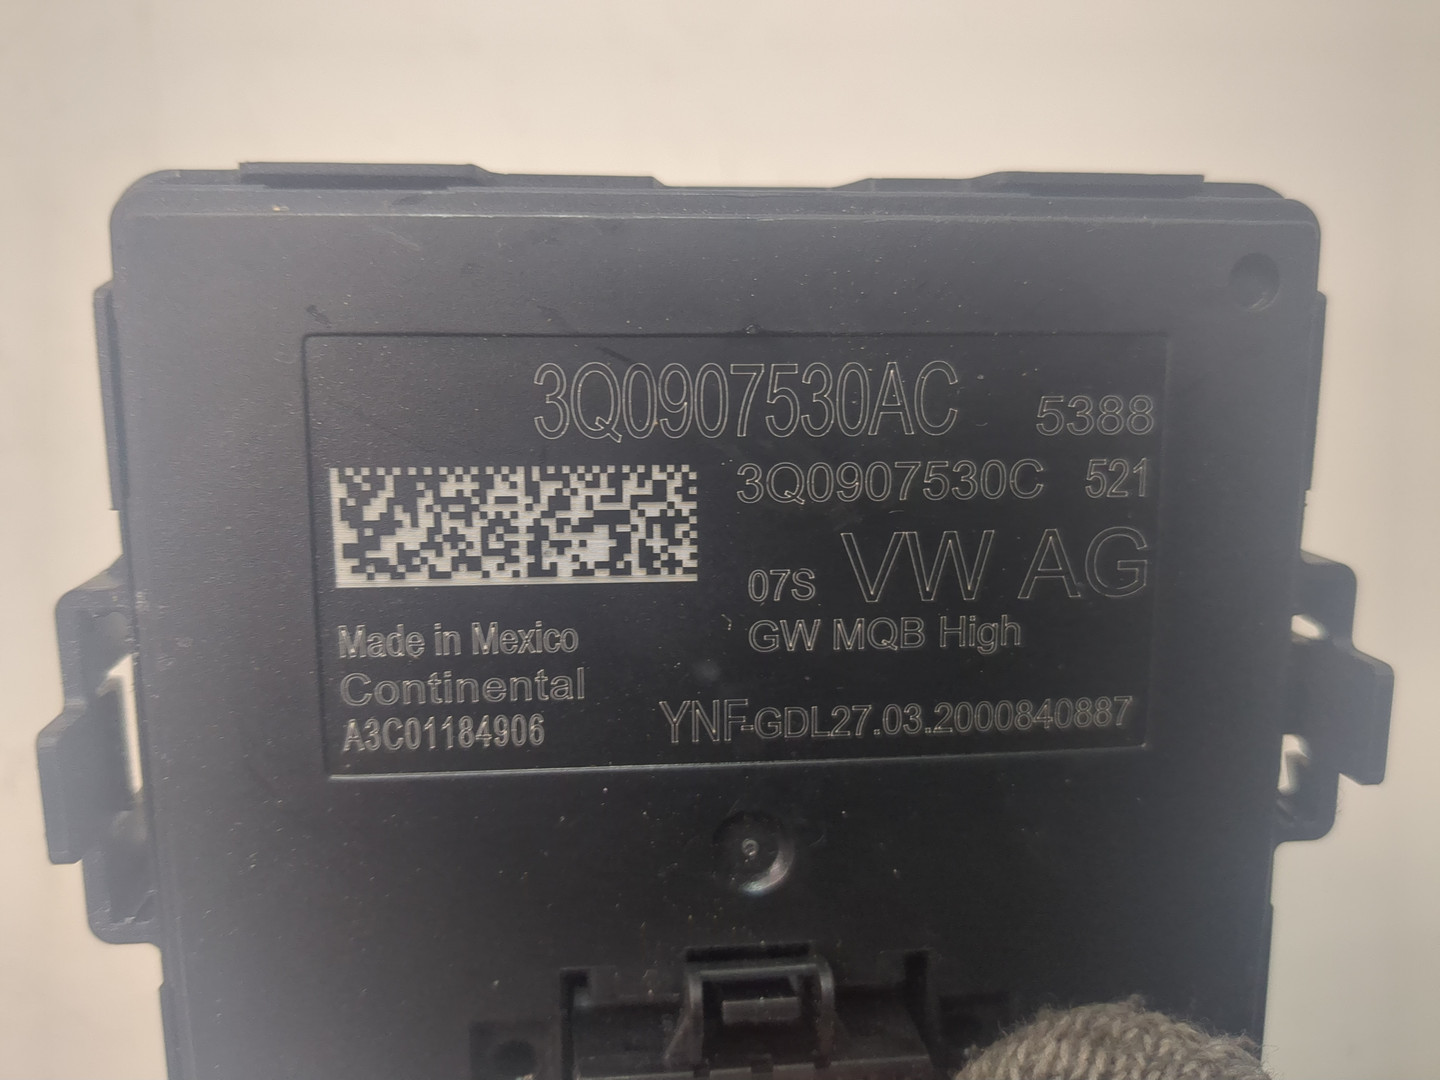 3Q0907530AC 5388
3Q0907530C 521
07S VW AG
GW MQB High
Made in Mexico
Continental
A3C01184906
YNF-GDL27.03.2000840887